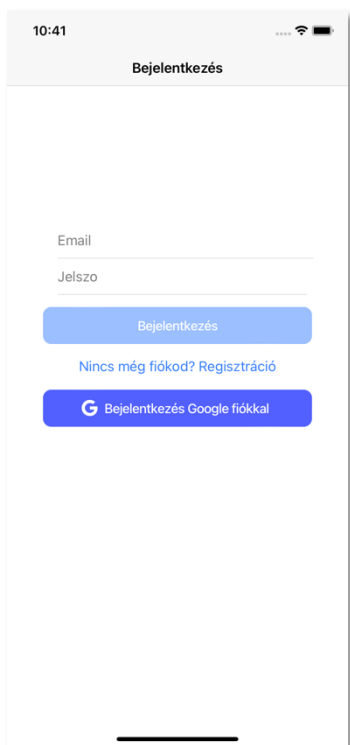 10:41
Bejelentkezés
Email
Jelszo
Bejelentkezés
Nincs még fiókod? Regisztráció
G Bejelentkezés Google fiókkal